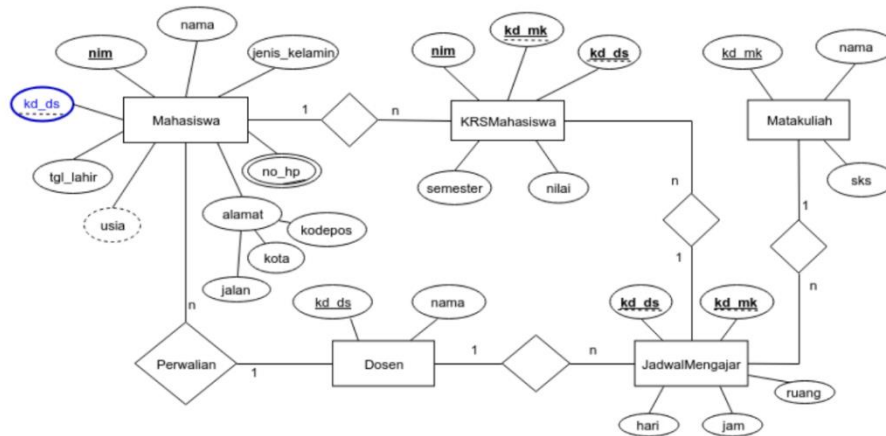 nama
nim
jenis_kelamin
kd_ds
Mahasiswa
tgl_lahir
usia
no_hp
alamat
kodepos
kota
jalan
1
n
nim
kd_mk
kd_ds
KRSMahasiswa
semester
nilai
n
1
kd_mk
nama
Matakuliah
sks
1
n
n
Perwalian
1
kd_ds
nama
Dosen
1
n
kd_ds
kd_mk
JadwalMengajar
hari
jam
ruang